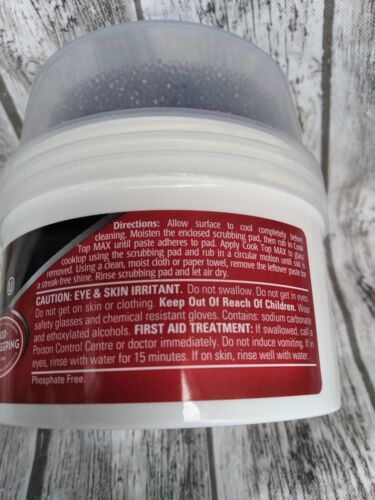 Directions: Allow surface to cool completely before
cleaning. Moisten the enclosed scrubbing pad, then rub in Cook
Top MAX until paste adheres to pad. Apply Cook Top MAX to glass
cooktop using the scrubbing pad and rub in a circular motion until soil is
removed. Using a clean, moist cloth or paper towel, remove the leftover paste for
a streak-free shine. Rinse scrubbing pad and let air dry.
CAUTION: EYE & SKIN IRRITANT. Do not swallow. Do not get in eyes.
Do not get on skin or clothing. Keep Out Of Reach Of Children. Wear
safety glasses and chemical resistant gloves. Contains: sodium carbonate
and ethoxylated alcohols. FIRST AID TREATMENT: If swallowed, call a
Poison Control Centre or doctor immediately. Do not induce vomiting. If in
eyes, rinse with water for 15 minutes. If on skin, rinse well with water.
Phosphate Free.